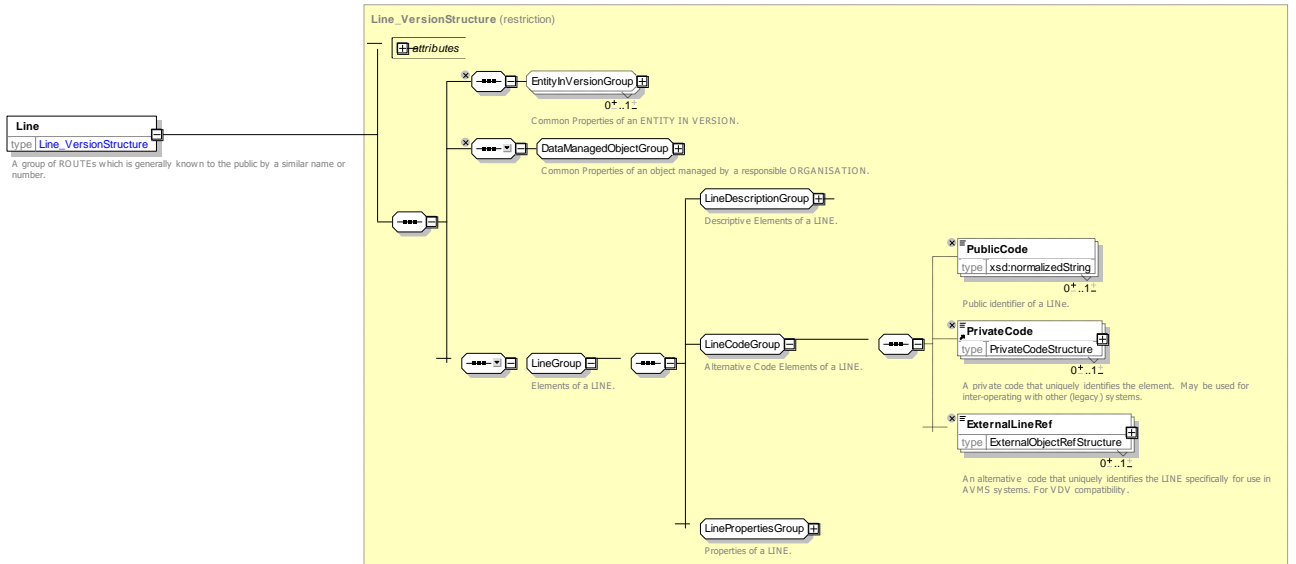 Line_VersionStructure (restriction)
attributes
EntityInVersionGroup
0..1
Common Properties of an ENTITY IN VERSION.
Line
type Line_VersionStructure
A group of ROUTEs which is generally known to the public by a similar name or
number.
DataManagedObjectGroup
Common Properties of an object managed by a responsible ORGANISATION.
LineDescriptionGroup
Descriptive Elements of a LINE.
PublicCode
type xsd:normalizedString
0..1
Public identifier of a LINe.
LineGroup
Elements of a LINE.
LineCodeGroup
Alternative Code Elements of a LINE.
PrivateCode
type PrivateCodeStructure
0..1
A private code that uniquely identifies the element. May be used for
inter-operating with other (legacy) systems.
ExternalLineRef
type ExternalObjectRefStructure
0..1
An alternative code that uniquely identifies the LINE specifically for use in
AVMS systems. For VDV compatibility.
LinePropertiesGroup
Properties of a LINE.